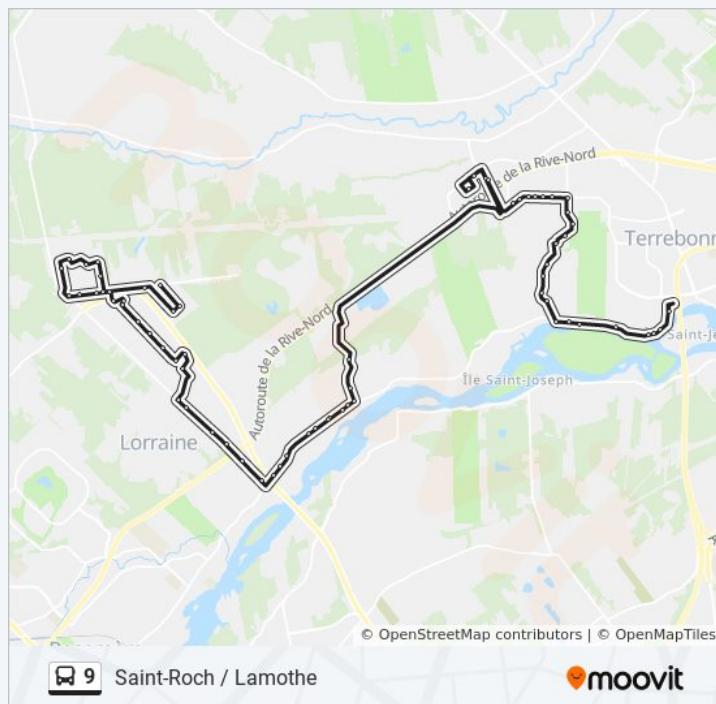 Autoroute de la Rive-Nord
Terrebonn
Autoroute de la Rive-Nord
Saint-Je
Île Saint-Joseph
Lorraine
A
© OpenStreetMap contributors | © OpenMapTiles
9 Saint-Roch / Lamothe
moovit